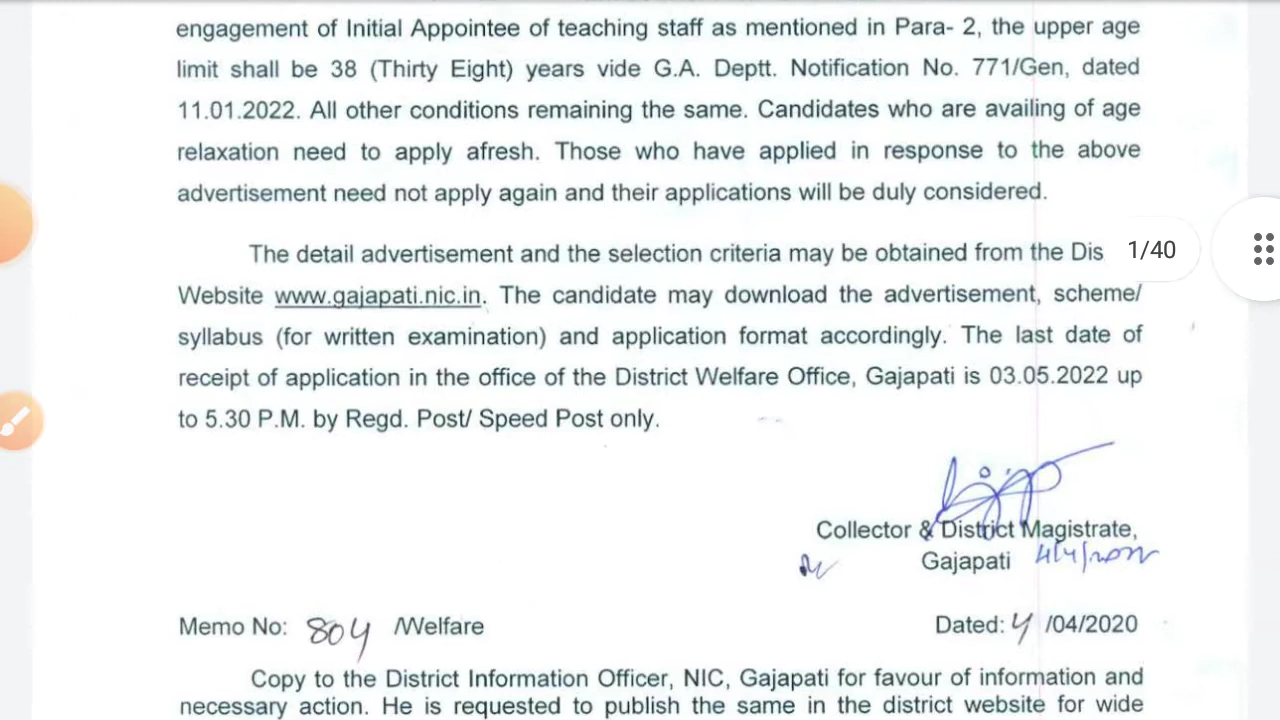 engagement of Initial Appointee of teaching staff as mentioned in Para- 2, the upper age
limit shall be 38 (Thirty Eight) years vide G.A. Deptt. Notification No. 771/Gen, dated
11.01.2022. All other conditions remaining the same. Candidates who are availing of age
relaxation need to apply afresh. Those who have applied in response to the above
advertisement need not apply again and their applications will be duly considered.
The detail advertisement and the selection criteria may be obtained from the Dis
1/40
Website www.gajapati.nic.in. The candidate may download the advertisement, scheme/
syllabus (for written examination) and application format accordingly. The last date of
receipt of application in the office of the District Welfare Office, Gajapati is 03.05.2022 up
to 5.30 P.M. by Regd. Post/ Speed Post only.
Collector & District Magistrate,
Gajapati 4/4/2022
Memo No: 804 /Welfare
Dated: 4 /04/2020
Copy to the District Information Officer, NIC, Gajapati for favour of information and
necessary action. He is requested to publish the same in the district website for wide